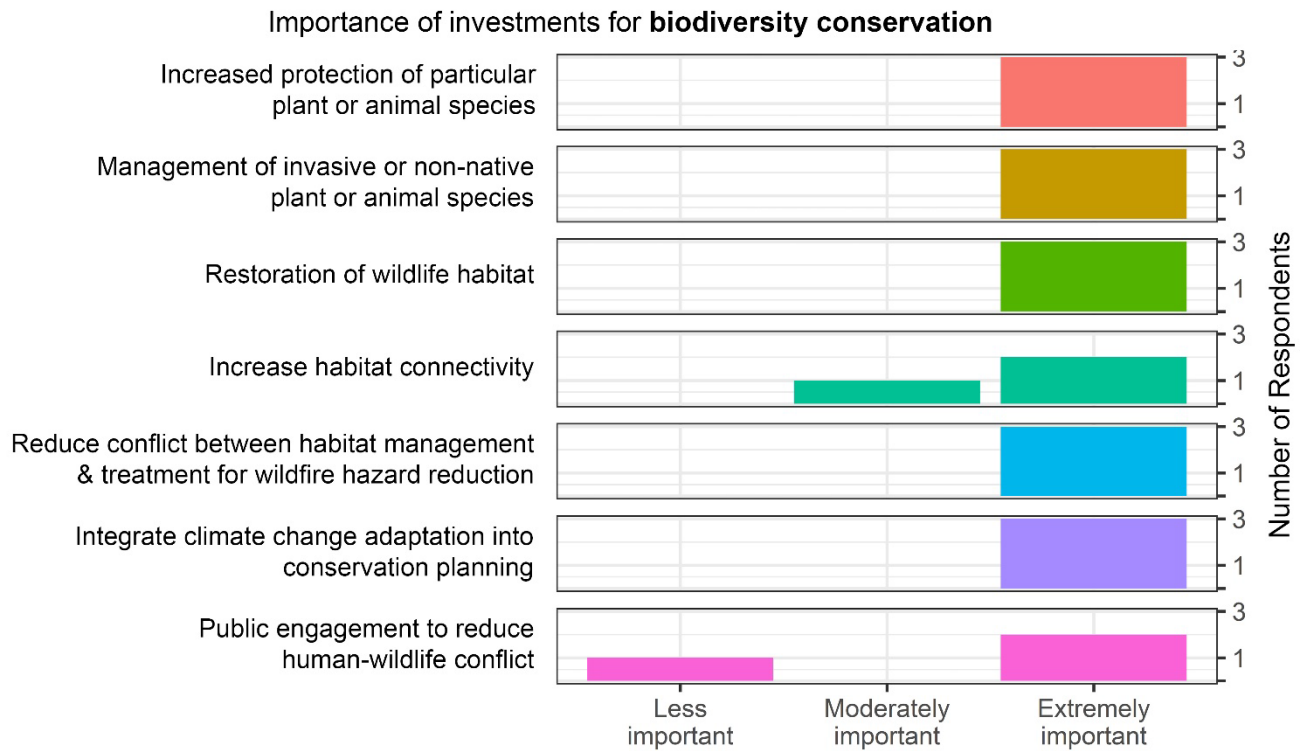 Importance of investments for biodiversity conservation
Increased protection of particular
plant or animal species
3
1
Management of invasive or non-native
plant or animal species
3
1
Restoration of wildlife habitat
3
1
Increase habitat connectivity
3
1
Reduce conflict between habitat management
& treatment for wildfire hazard reduction
3
1
Integrate climate change adaptation into
conservation planning
3
1
Public engagement to reduce
human-wildlife conflict
3
1
Number of Respondents
Less
important
Moderately
important
Extremely
important